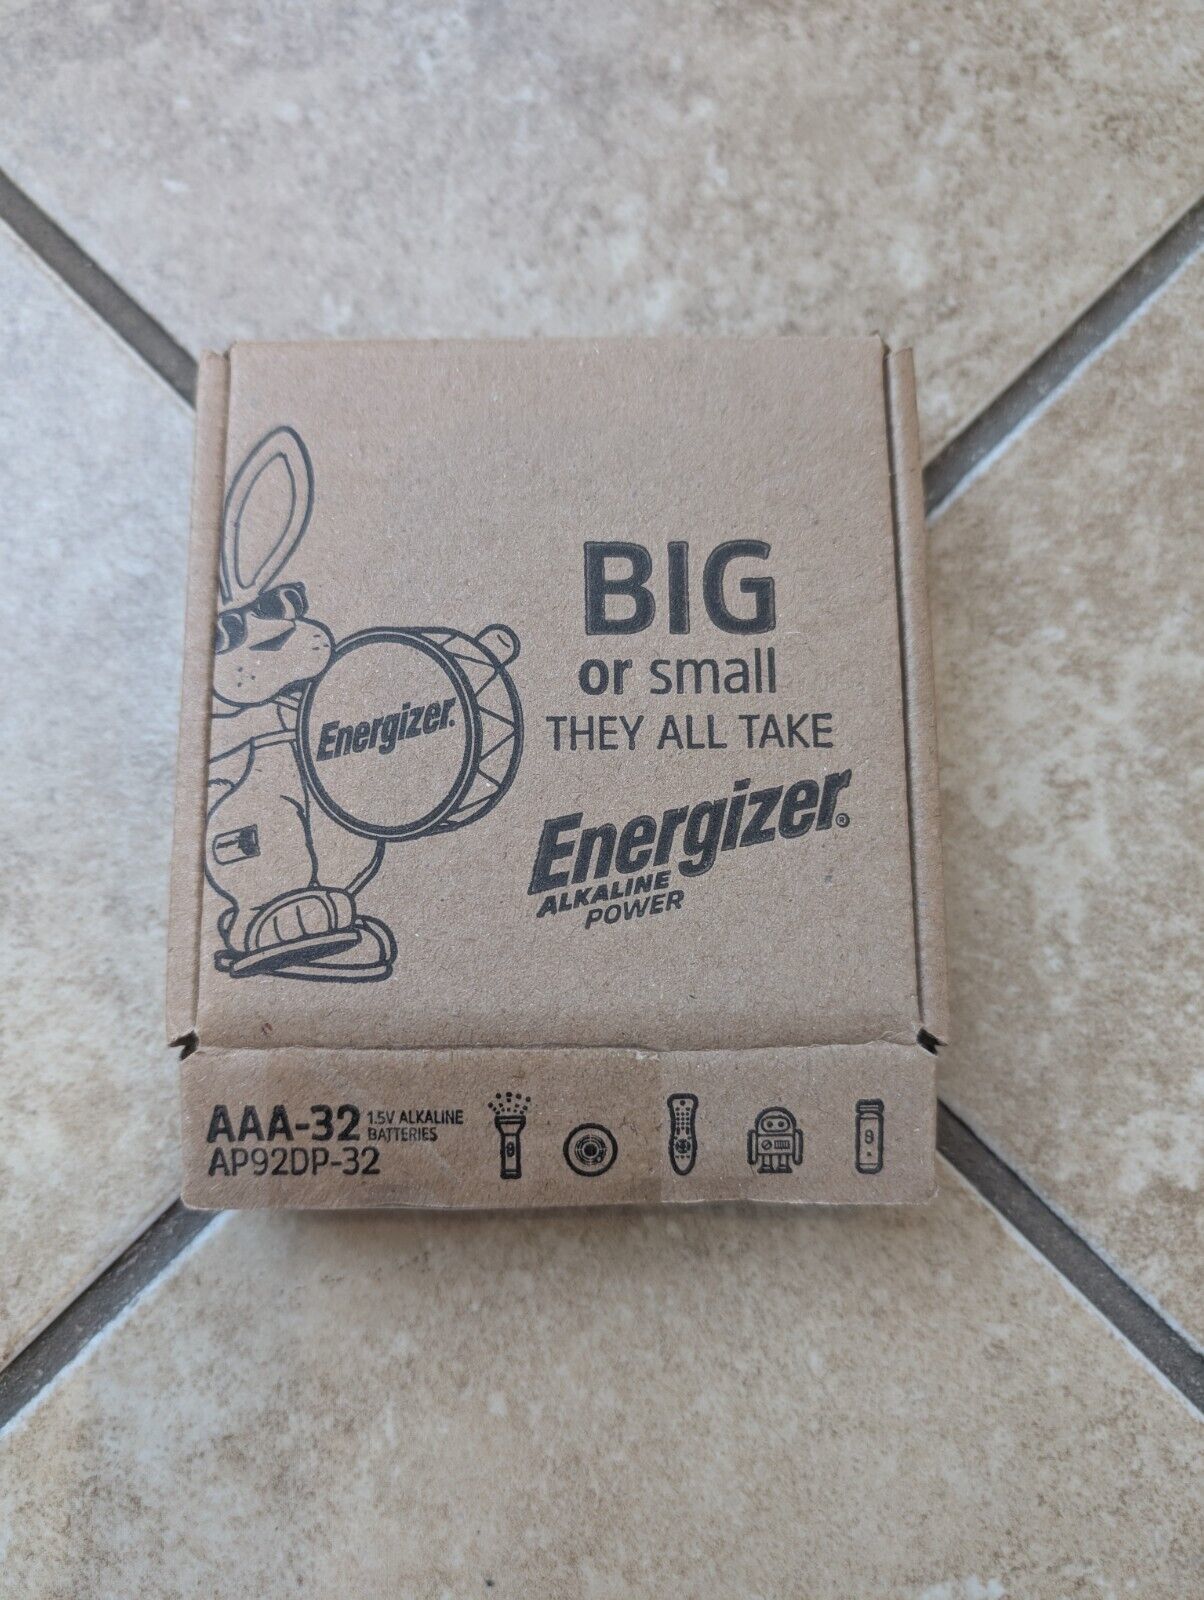 BIG
or small
THEY ALL TAKE
Energizer.
Energizer.®
ALKALINE
POWER
AAA-32 1.5V ALKALINE
BATTERIES
AP92DP-32